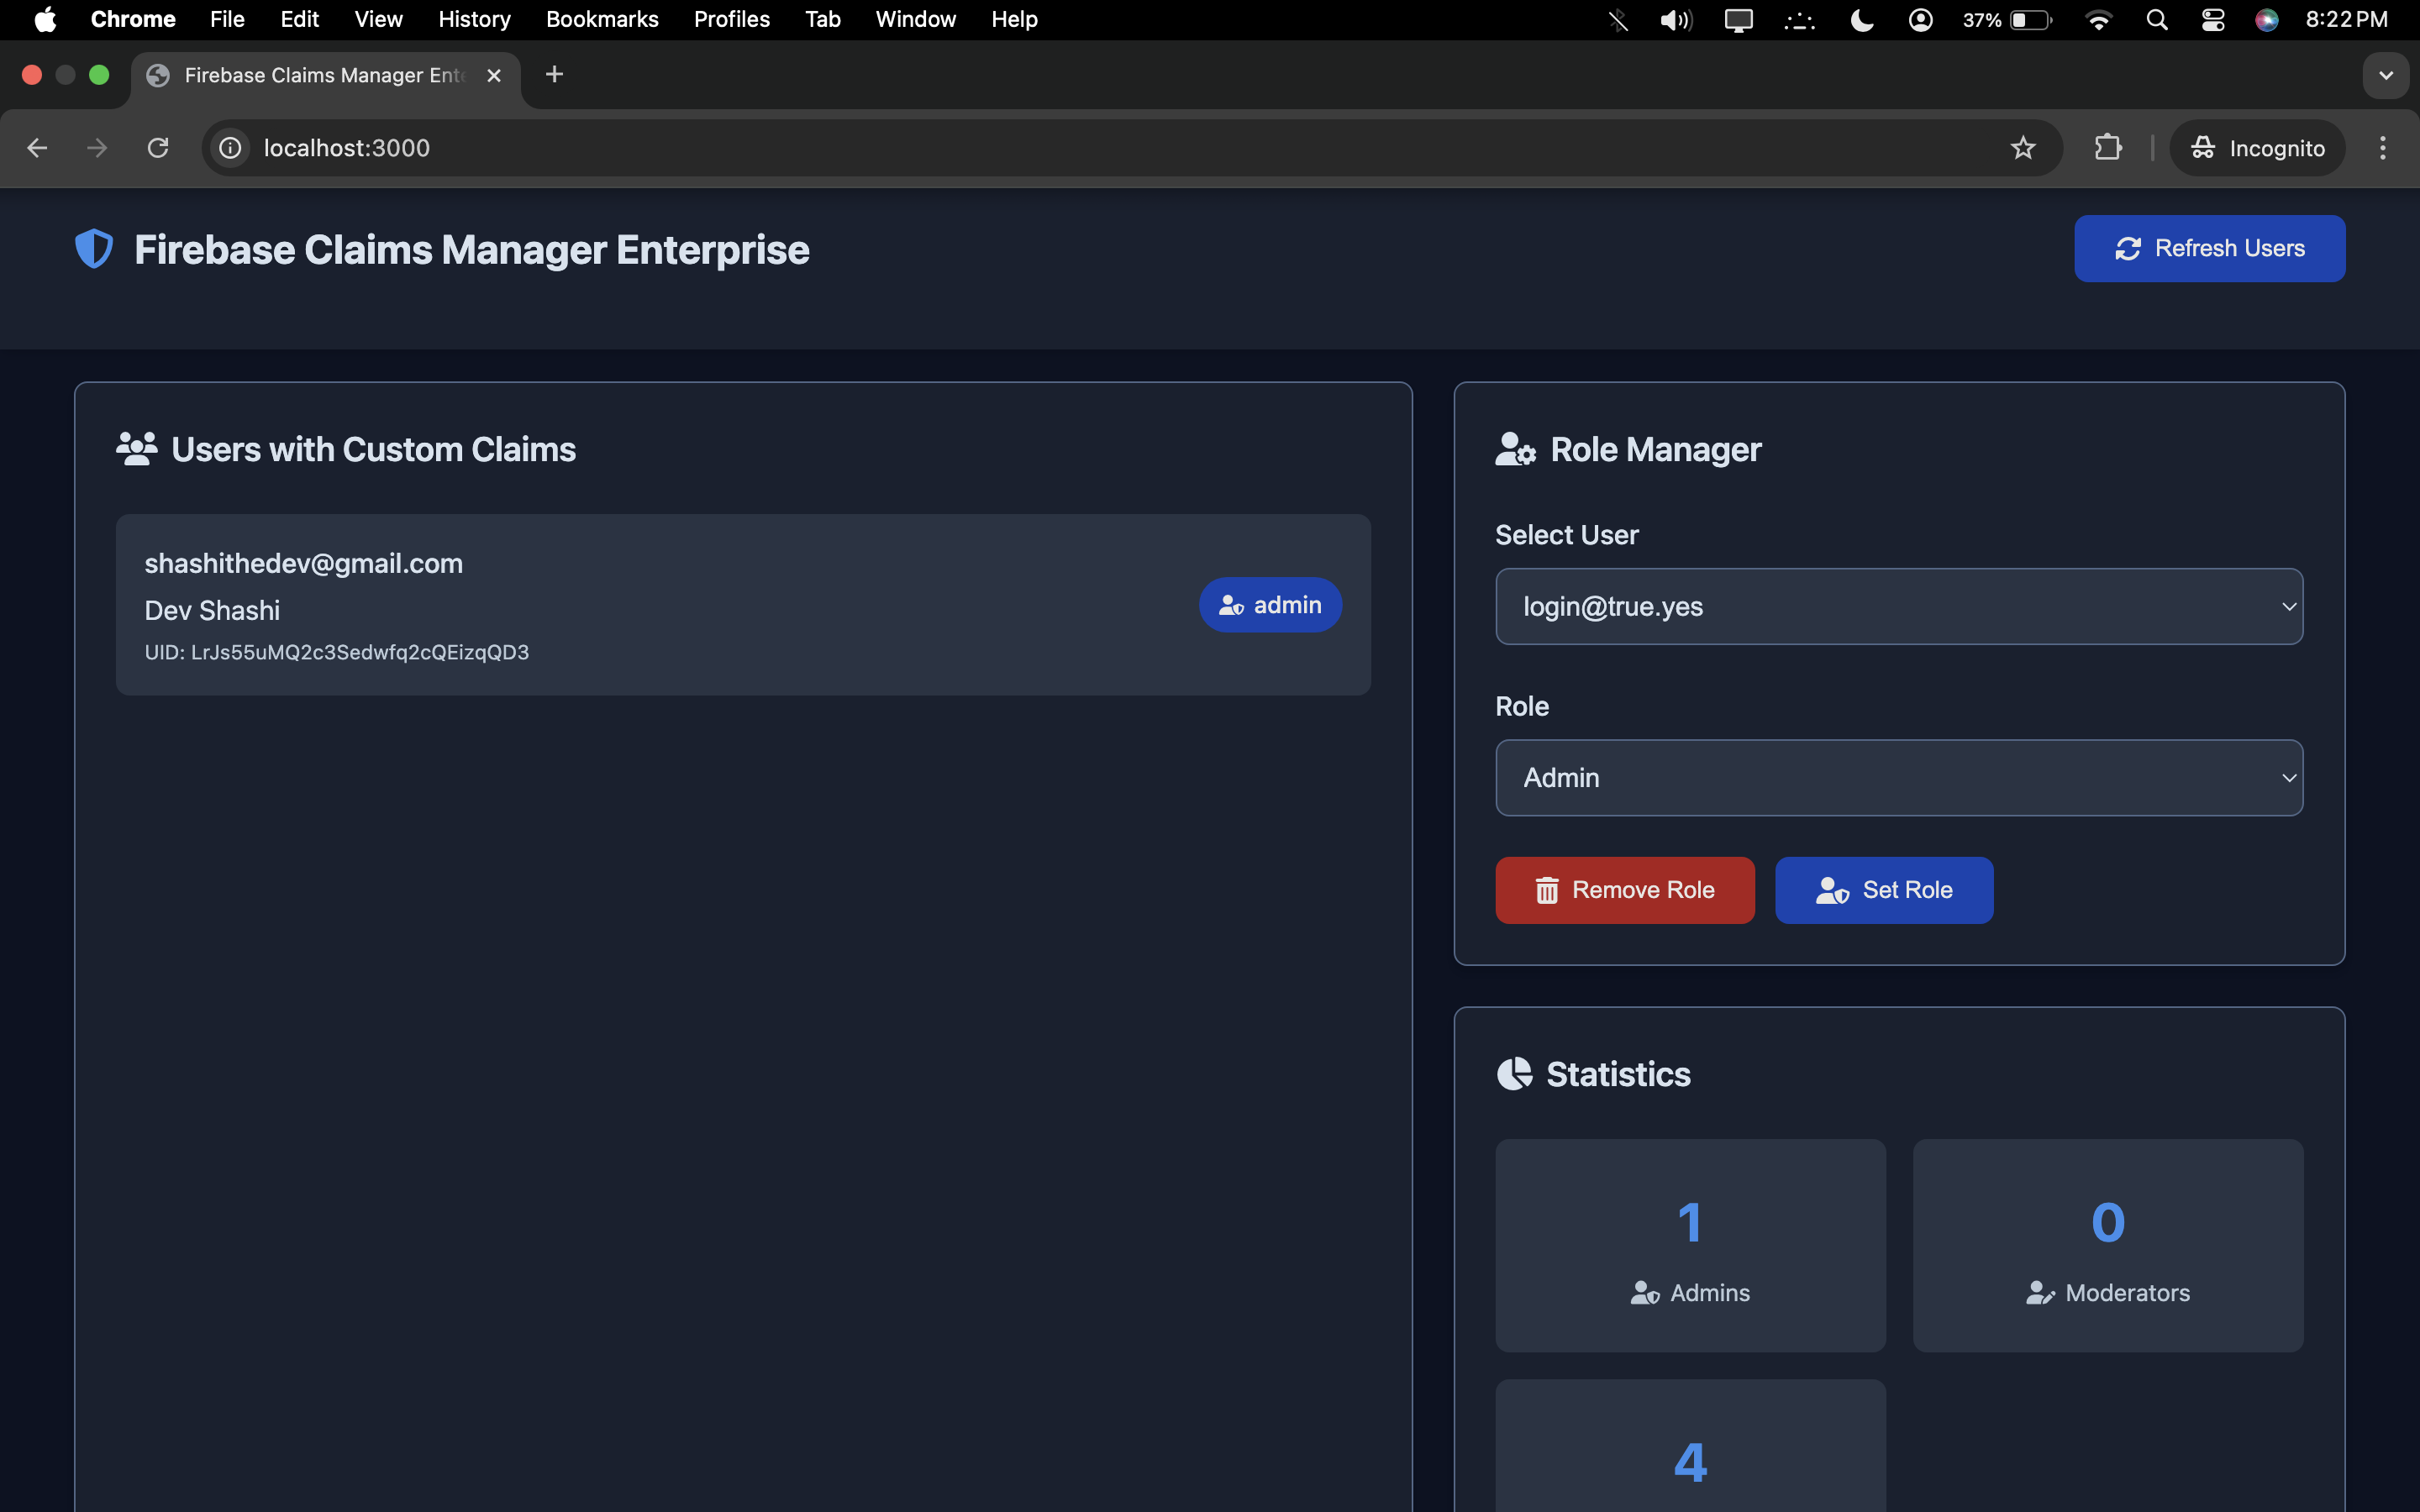 Chrome File Edit View History Bookmarks Profiles Tab Window Help 37% 8:22 PM
Firebase Claims Manager Ente
localhost:3000 Incognito
Firebase Claims Manager Enterprise
Refresh Users
Users with Custom Claims
shashithedev@gmail.com
Dev Shashi
UID: LrJs55uMQ2c3Sedwfq2cQEizqQD3
admin
Role Manager
Select User
login@true.yes
Role
Admin
Remove Role Set Role
Statistics
1 0
Admins Moderators
4